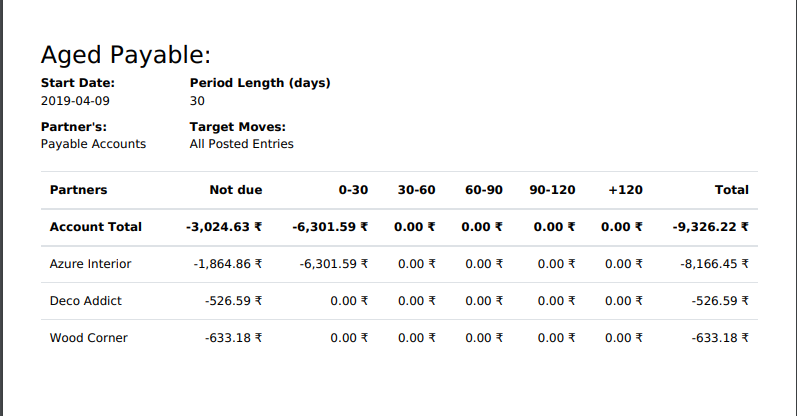 Aged Payable:
Start Date: Period Length (days)
2019-04-09 30
Partner's: Target Moves:
Payable Accounts All Posted Entries
Partners Not due 0-30 30-60 60-90 90-120 +120 Total
Account Total -3,024.63 ₹ -6,301.59 ₹ 0.00 ₹ 0.00 ₹ 0.00 ₹ 0.00 ₹ -9,326.22 ₹
Azure Interior -1,864.86 ₹ -6,301.59 ₹ 0.00 ₹ 0.00 ₹ 0.00 ₹ 0.00 ₹ -8,166.45 ₹
Deco Addict -526.59 ₹ 0.00 ₹ 0.00 ₹ 0.00 ₹ 0.00 ₹ 0.00 ₹ -526.59 ₹
Wood Corner -633.18 ₹ 0.00 ₹ 0.00 ₹ 0.00 ₹ 0.00 ₹ 0.00 ₹ -633.18 ₹